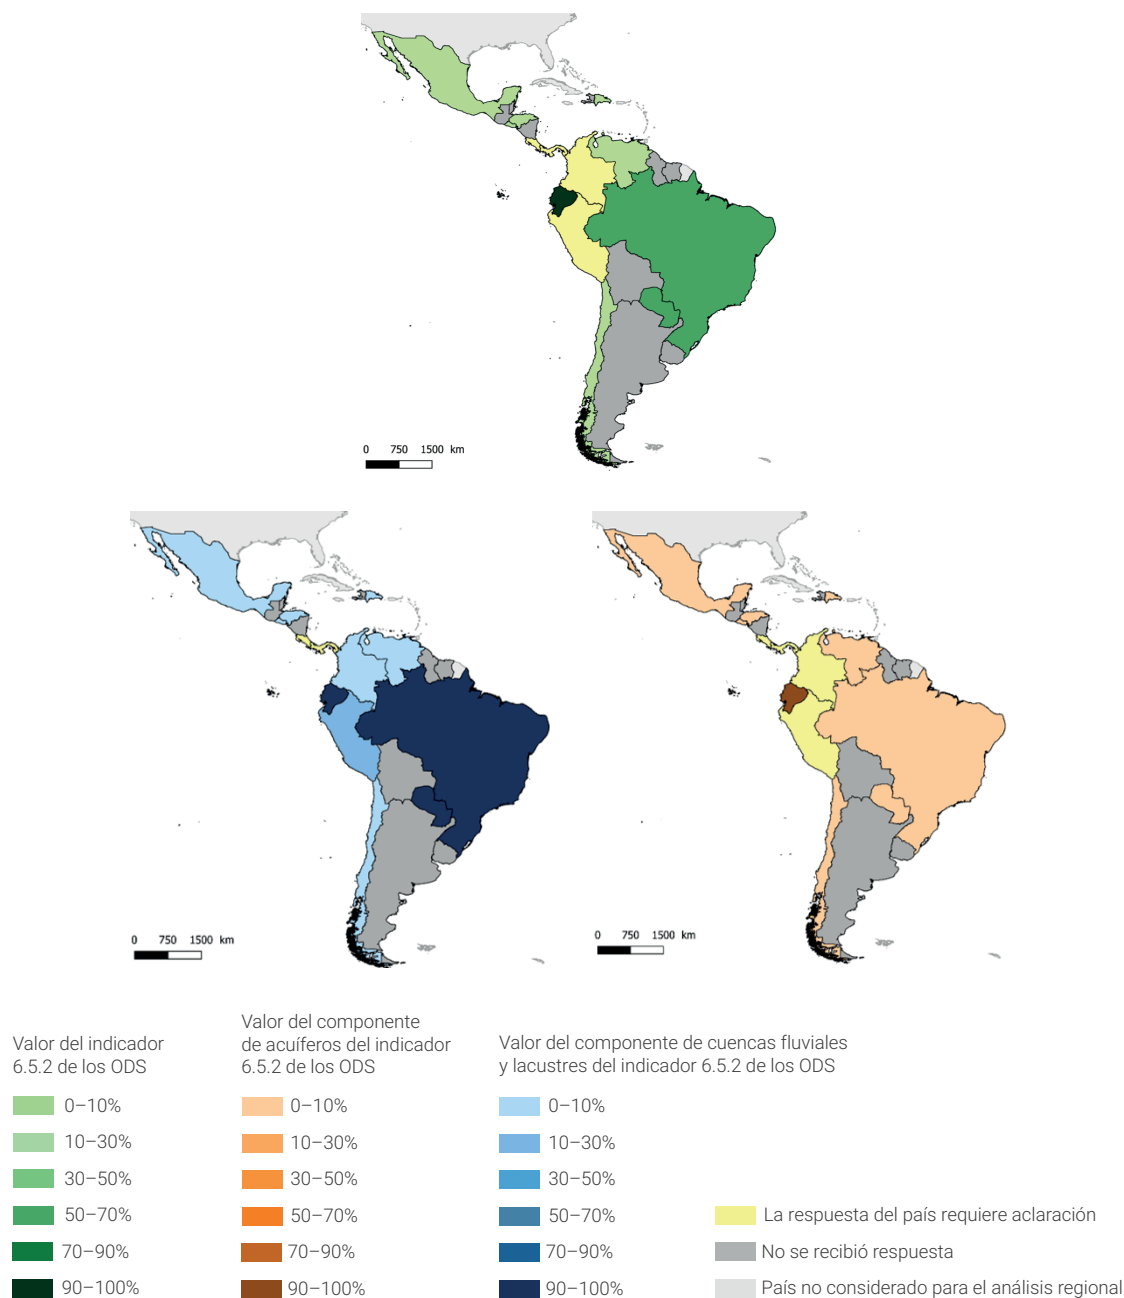 0 750 1500 km
0 750 1500 km
0 750 1500 km
Valor del indicador
6.5.2 de los ODS
0–10%
10–30%
30–50%
50–70%
70–90%
90–100%
Valor del componente
de acuíferos del indicador
6.5.2 de los ODS
0–10%
10–30%
30–50%
50–70%
70–90%
90–100%
Valor del componente de cuencas fluviales
y lacustres del indicador 6.5.2 de los ODS
0–10%
10–30%
30–50%
50–70%
70–90%
90–100%
La respuesta del país requiere aclaración
No se recibió respuesta
País no considerado para el análisis regional